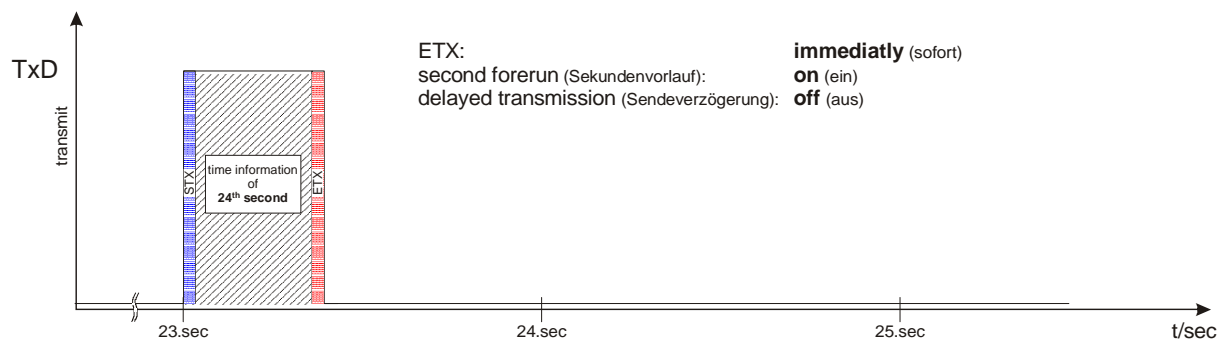 ETX: immediatly (sofort)
TxD second forerun (Sekundenvorlauf): on (ein)
delayed transmission (Sendeverzögerung): off (aus)
transmit
STX
time information
of
24th second
ETX
23.sec 24.sec 25.sec t/sec